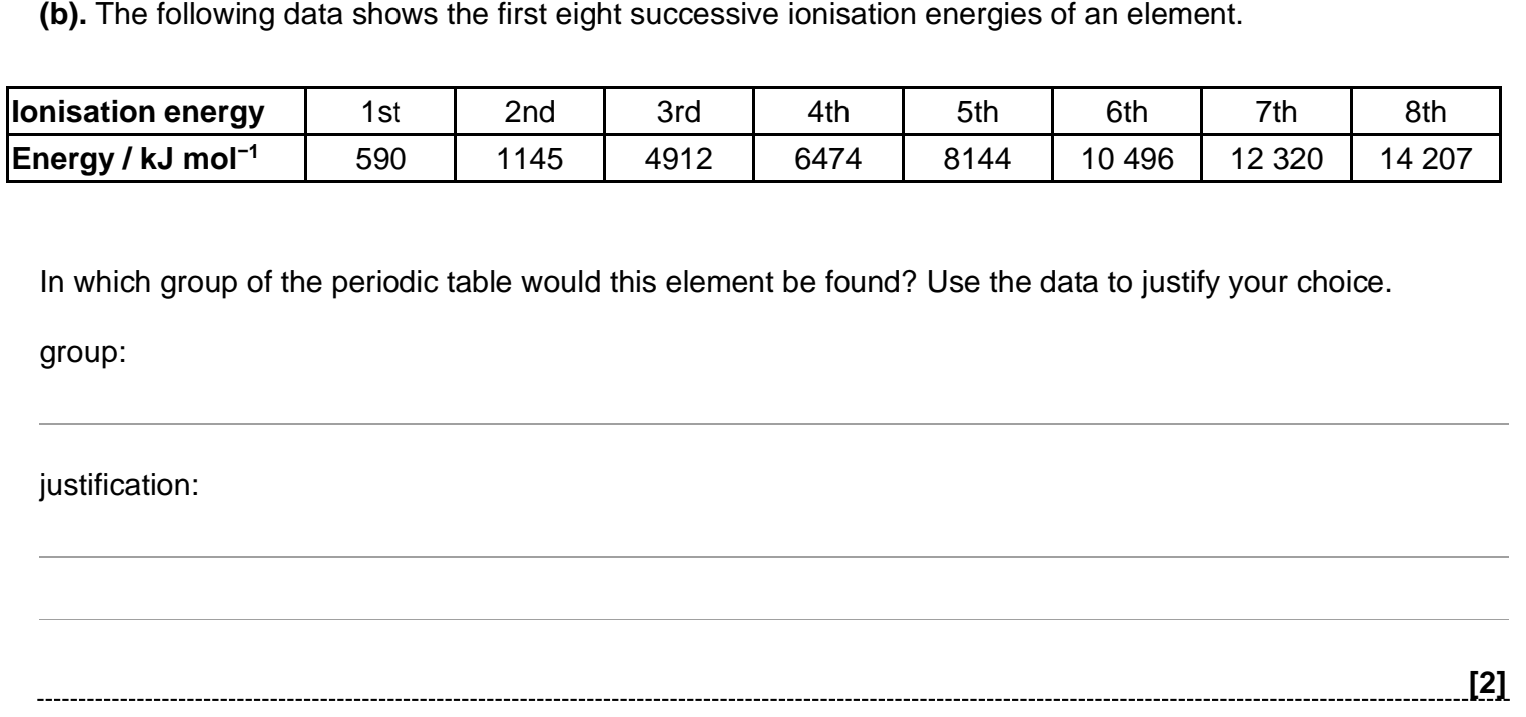 (b). The following data shows the first eight successive ionisation energies of an element.
Ionisation energy 1st 2nd 3rd 4th 5th 6th 7th 8th
Energy / kJ mol⁻¹ 590 1145 4912 6474 8144 10 496 12 320 14 207
In which group of the periodic table would this element be found? Use the data to justify your choice.
group:
justification:
[2]